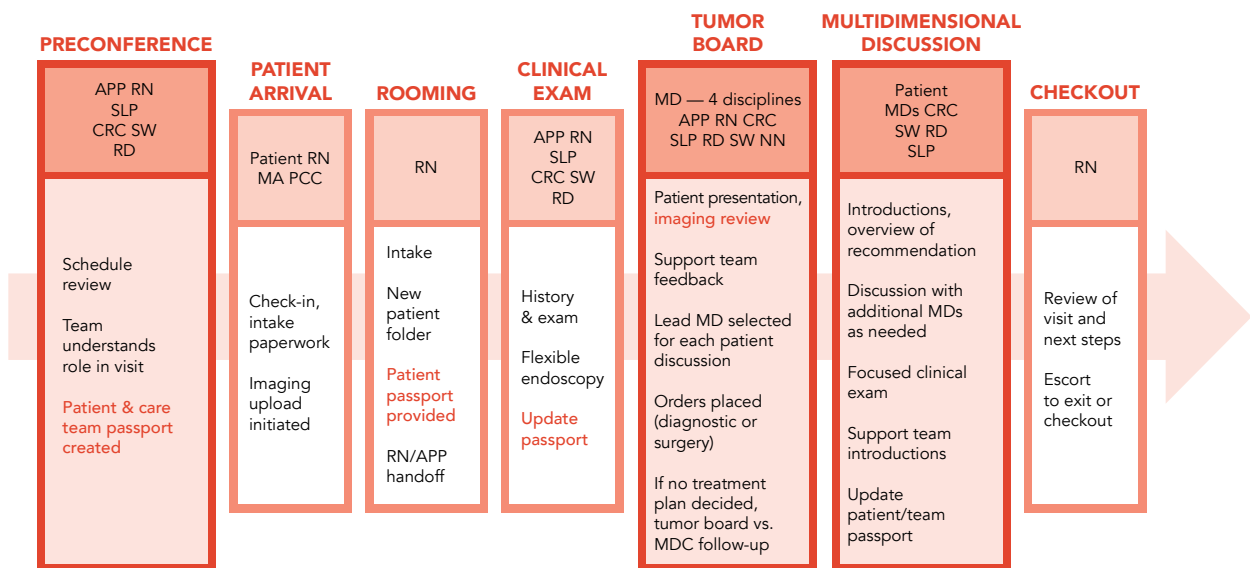 PRECONFERENCE
APP RN
SLP
CRC SW
RD
Schedule
review
Team
understands
role in visit
Patient & care
team passport
created
PATIENT
ARRIVAL
Patient RN
MA PCC
Check-in,
intake
paperwork
Imaging
upload
initiated
ROOMING
RN
Intake
New
patient
folder
Patient
passport
provided
RN/APP
handoff
CLINICAL
EXAM
APP RN
SLP
CRC SW
RD
History
& exam
Flexible
endoscopy
Update
passport
TUMOR
BOARD
MD — 4 disciplines
APP RN CRC
SLP RD SW NN
Patient presentation,
imaging review
Support team
feedback
Lead MD selected
for each patient
discussion
Orders placed
(diagnostic or
surgery)
If no treatment
plan decided,
tumor board vs.
MDC follow-up
MULTIDIMENSIONAL
DISCUSSION
Patient
MDs CRC
SW RD
SLP
Introductions,
overview of
recommendation
Discussion with
additional MDs
as needed
Focused clinical
exam
Support team
introductions
Update
patient/team
passport
CHECKOUT
RN
Review of
visit and
next steps
Escort
to exit or
checkout